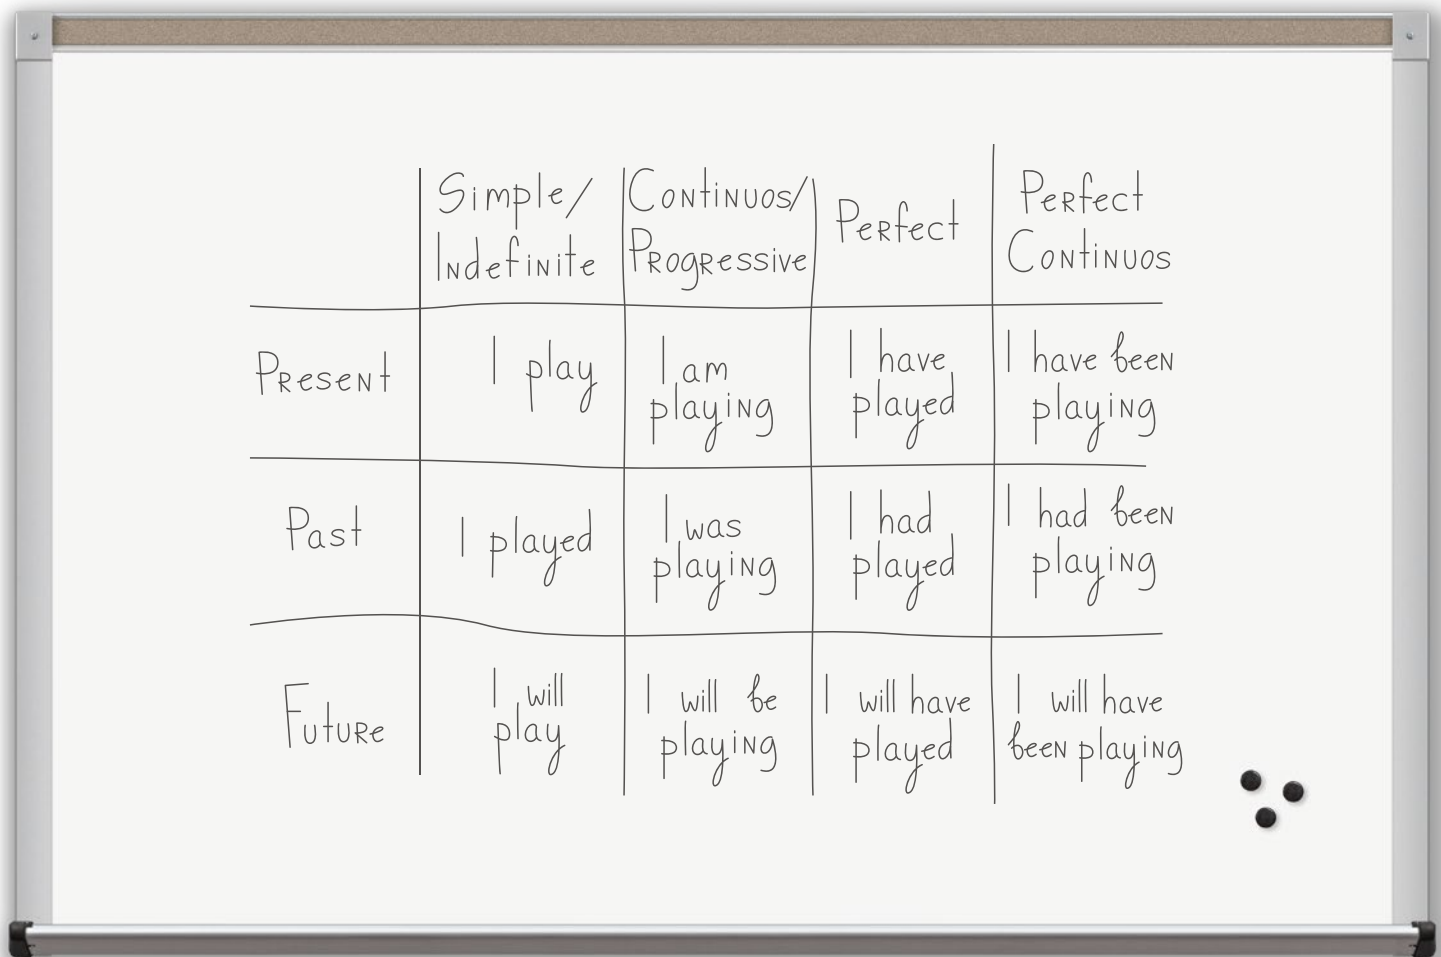 Simple/
Indefinite
Continuos/
Progressive
Perfect
Perfect
Continuos
Present
I play
I am
playing
I have
played
I have been
playing
Past
I played
I was
playing
I had
played
I had been
playing
Future
I will
play
I will be
playing
I will have
played
I will have
been playing